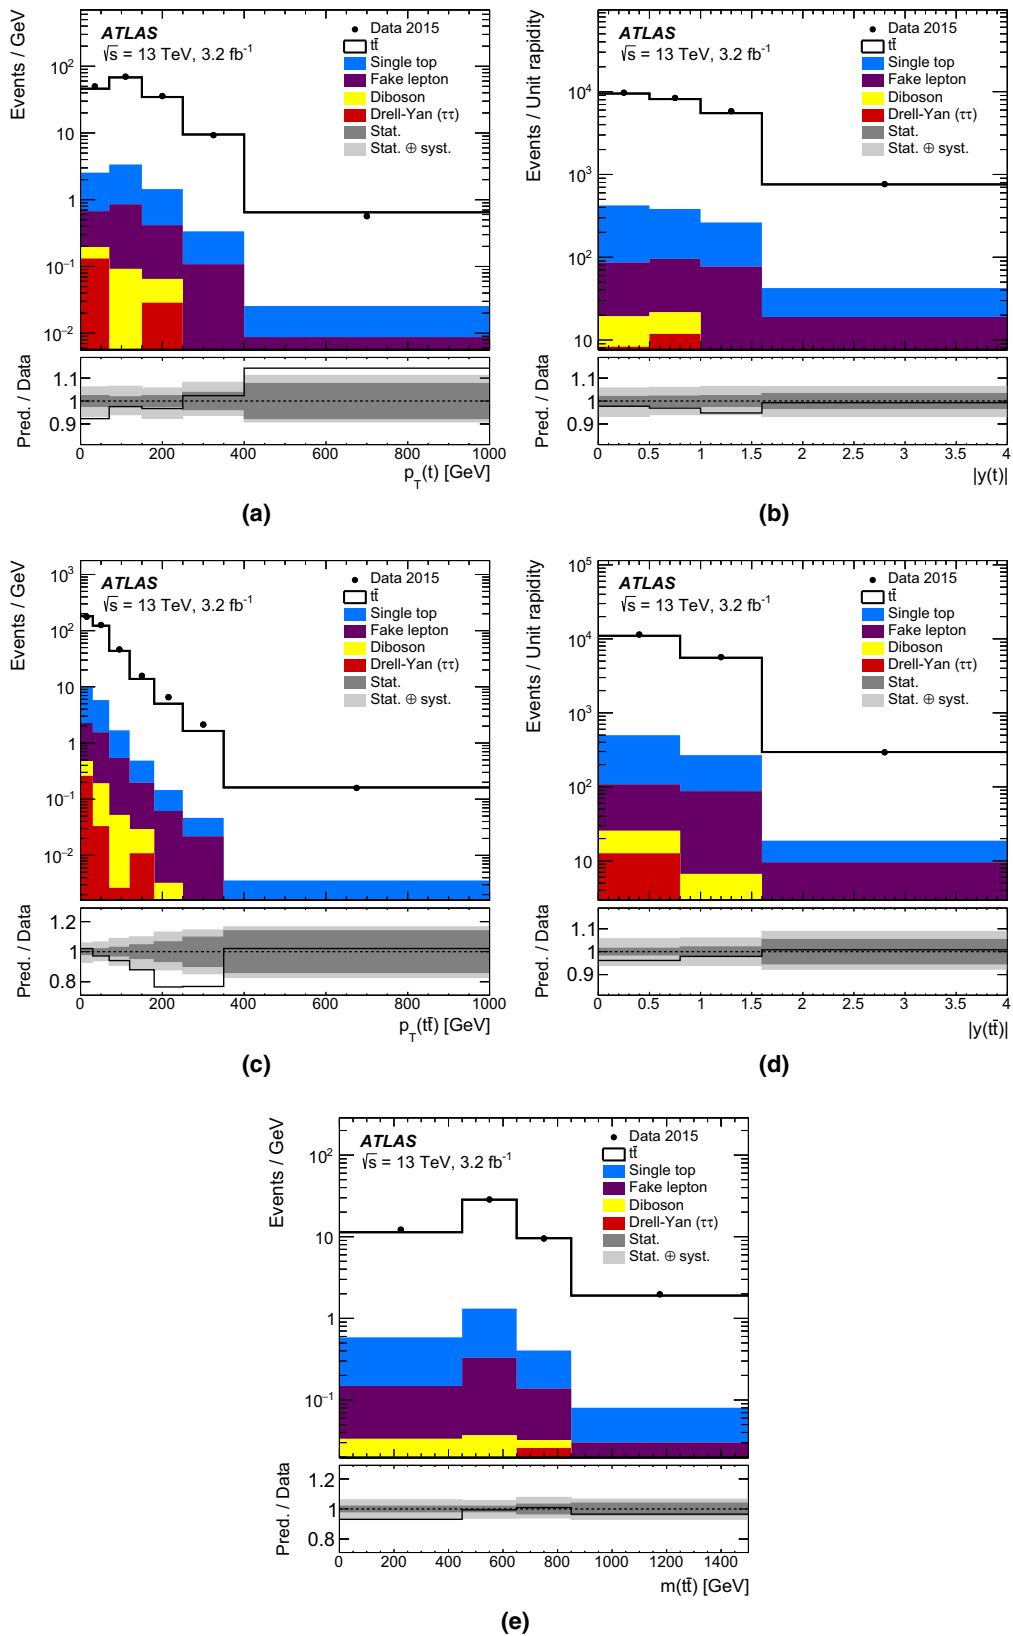 Events / GeV
ATLAS
√s = 13 TeV, 3.2 fb⁻¹
Data 2015
tt̄
Single top
Fake lepton
Diboson
Drell-Yan (ττ)
Stat.
Stat. ⊕ syst.
10²
10
1
10⁻¹
10⁻²
Pred. / Data
1.1
1
0.9
0 200 400 600 800 1000
p_T(t) [GeV]
(a)
Events / Unit rapidity
ATLAS
√s = 13 TeV, 3.2 fb⁻¹
Data 2015
tt̄
Single top
Fake lepton
Diboson
Drell-Yan (ττ)
Stat.
Stat. ⊕ syst.
10⁴
10³
10²
10
Pred. / Data
1.1
1
0.9
0 0.5 1 1.5 2 2.5 3 3.5 4
|y(t)|
(b)
Events / GeV
ATLAS
√s = 13 TeV, 3.2 fb⁻¹
Data 2015
tt̄
Single top
Fake lepton
Diboson
Drell-Yan (ττ)
Stat.
Stat. ⊕ syst.
10³
10²
10
1
10⁻¹
10⁻²
Pred. / Data
1.2
1
0.8
0 200 400 600 800 1000
p_T(tt̄) [GeV]
(c)
Events / Unit rapidity
ATLAS
√s = 13 TeV, 3.2 fb⁻¹
Data 2015
tt̄
Single top
Fake lepton
Diboson
Drell-Yan (ττ)
Stat.
Stat. ⊕ syst.
10⁵
10⁴
10³
10²
10
Pred. / Data
1.1
1
0.9
0 0.5 1 1.5 2 2.5 3 3.5 4
|y(tt̄)|
(d)
Events / GeV
ATLAS
√s = 13 TeV, 3.2 fb⁻¹
Data 2015
tt̄
Single top
Fake lepton
Diboson
Drell-Yan (ττ)
Stat.
Stat. ⊕ syst.
10²
10
1
10⁻¹
Pred. / Data
1.2
1
0.8
0 200 400 600 800 1000 1200 1400
m(tt̄) [GeV]
(e)